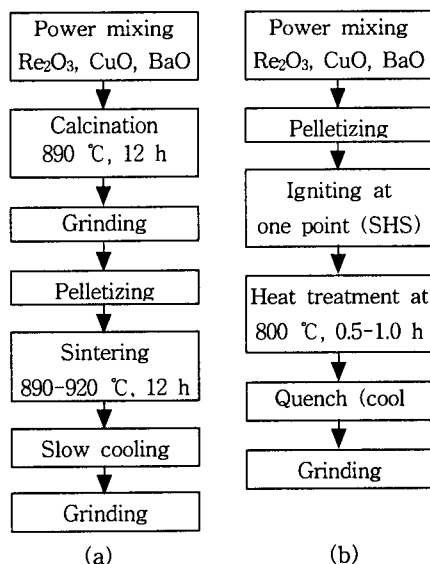 Power mixing
Re₂O₃, CuO, BaO
Calcination
890 ℃, 12 h
Grinding
Pelletizing
Sintering
890-920 ℃, 12 h
Slow cooling
Grinding
(a)
Power mixing
Re₂O₃, CuO, BaO
Pelletizing
Igniting at
one point (SHS)
Heat treatment at
800 ℃, 0.5-1.0 h
Quench (cool
Grinding
(b)